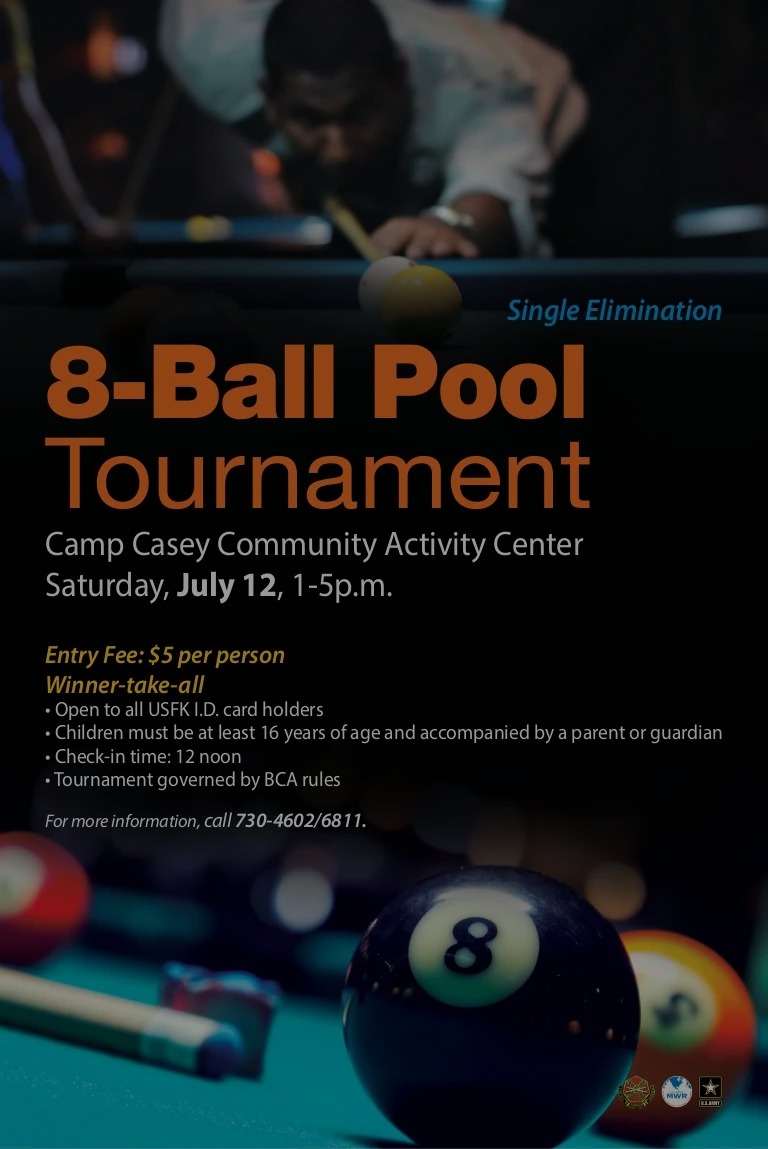 Single Elimination
8-Ball Pool
Tournament
Camp Casey Community Activity Center
Saturday, July 12, 1-5p.m.
Entry Fee: $5 per person
Winner-take-all
• Open to all USFK I.D. card holders
• Children must be at least 16 years of age and accompanied by a parent or guardian
• Check-in time: 12 noon
• Tournament governed by BCA rules
For more information, call 730-4602/6811.
8
5
MWR
U.S. ARMY